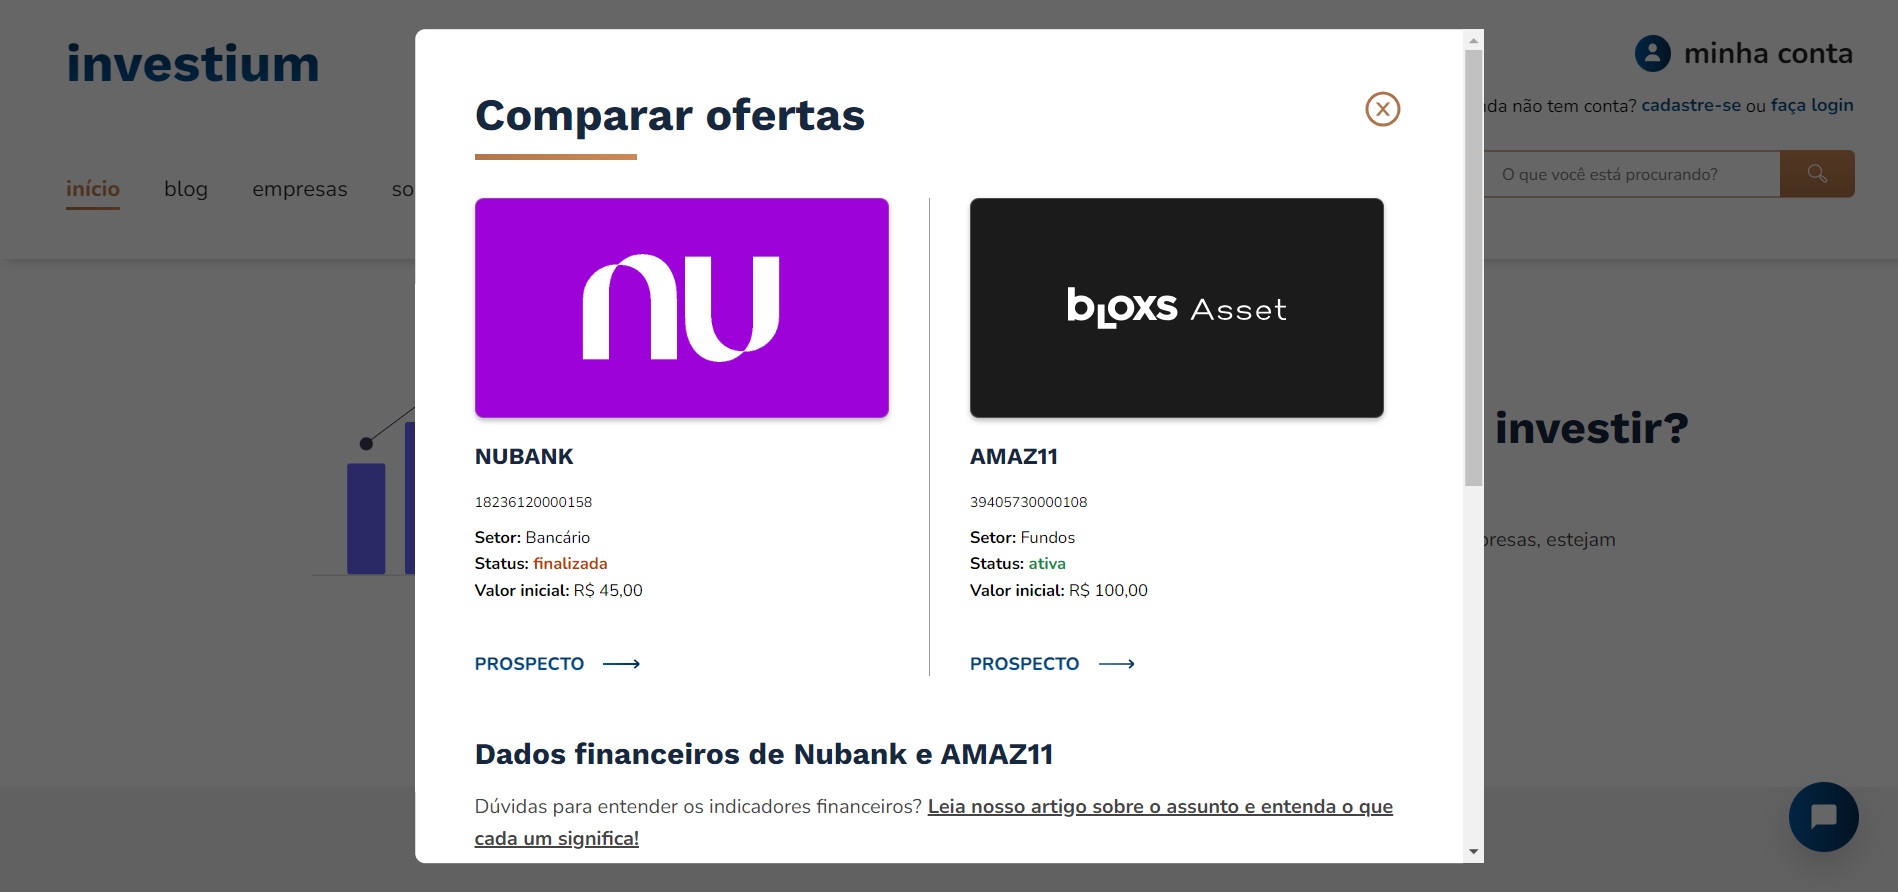 investium
minha conta
da não tem conta? cadastre-se ou faça login
início blog empresas so
O que você está procurando?
Comparar ofertas
nu
bloxs Asset
NUBANK
18236120000158
Setor: Bancário
Status: finalizada
Valor inicial: R$ 45,00
PROSPECTO
AMAZ11
39405730000108
Setor: Fundos
Status: ativa
Valor inicial: R$ 100,00
PROSPECTO
investir?
presas, estejam
Dados financeiros de Nubank e AMAZ11
Dúvidas para entender os indicadores financeiros? Leia nosso artigo sobre o assunto e entenda o que
cada um significa!